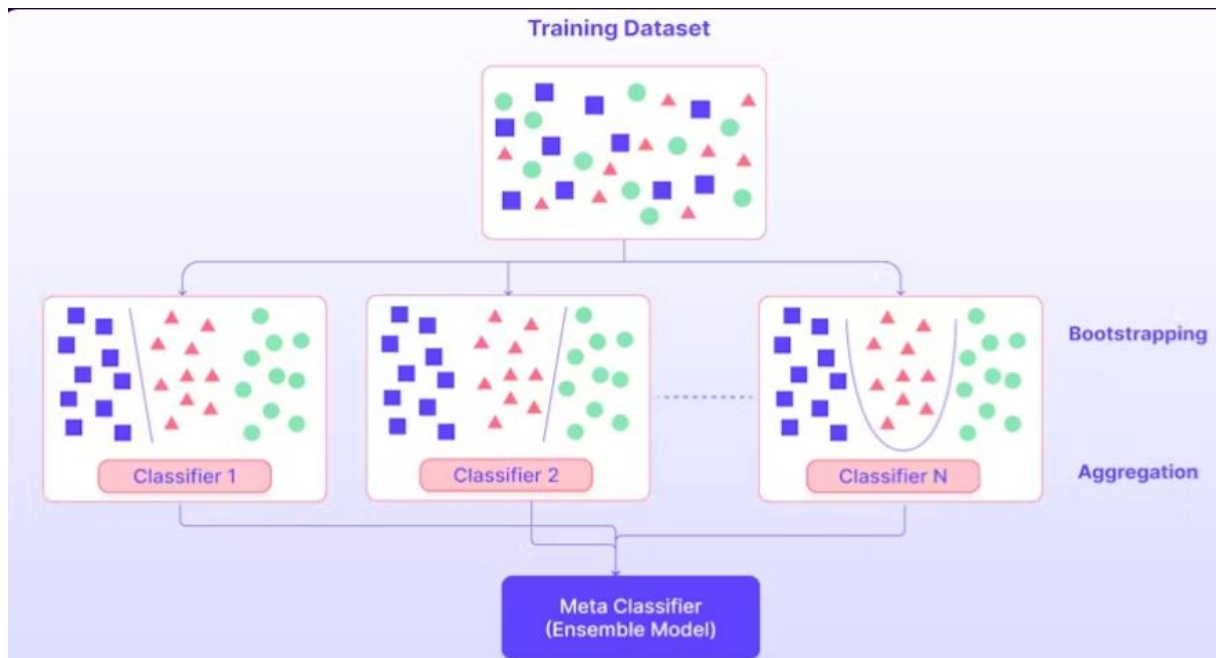 Training Dataset
Bootstrapping
Classifier 1
Classifier 2
Classifier N
Aggregation
Meta Classifier
(Ensemble Model)